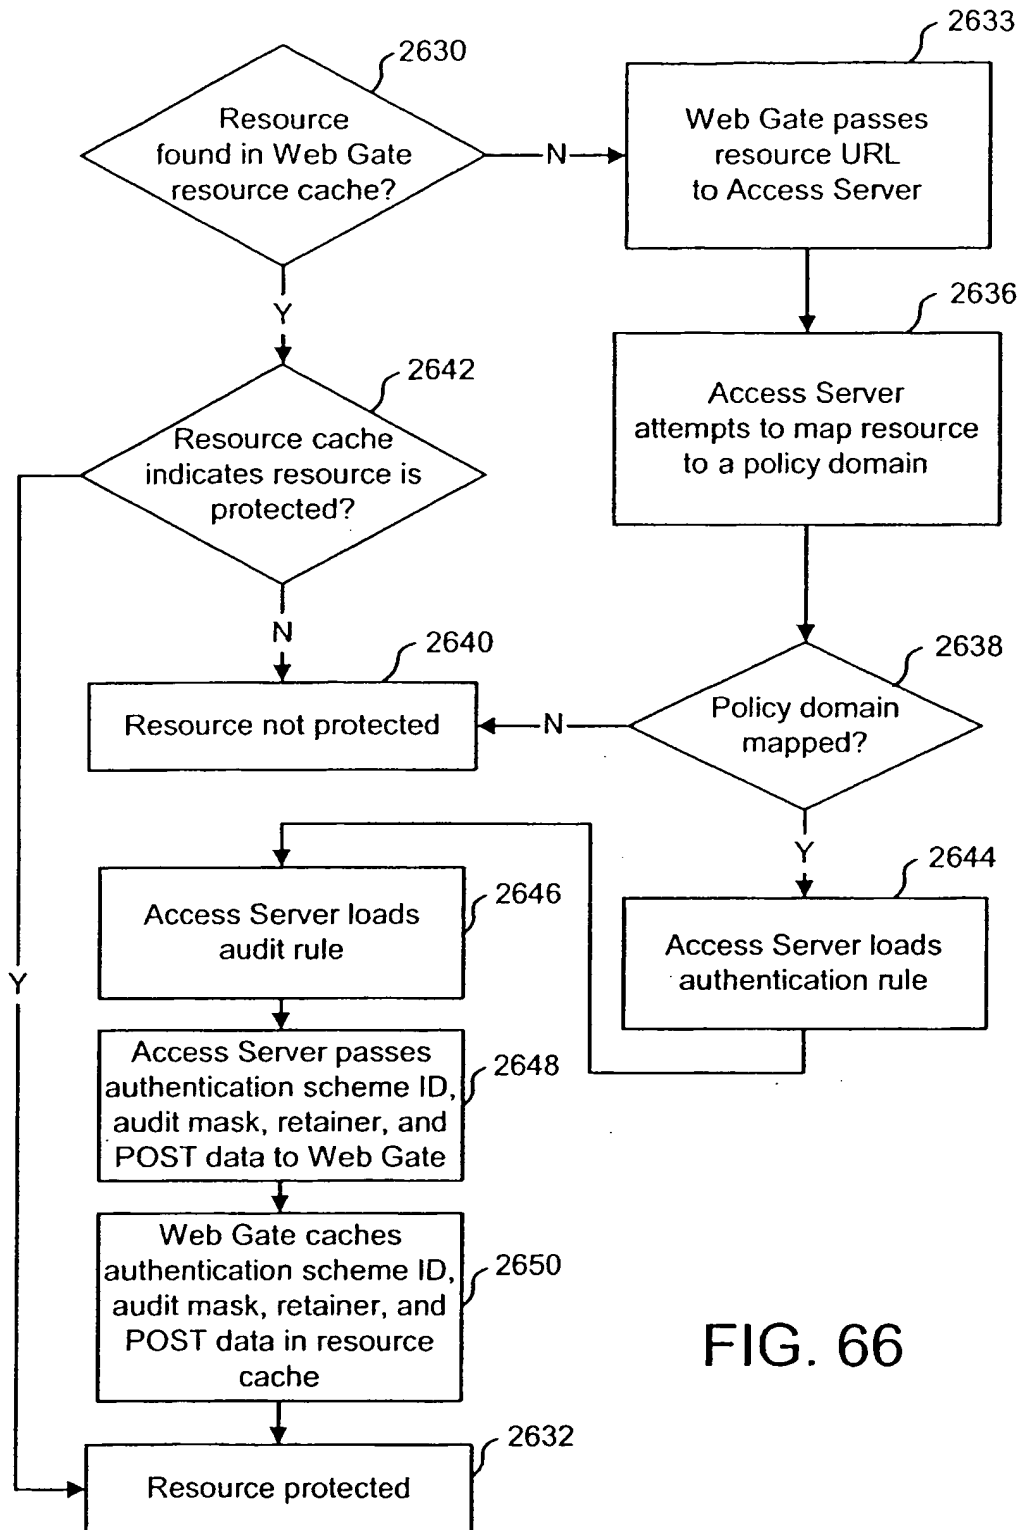 2630
Resource
found in Web Gate
resource cache?
N
2633
Web Gate passes
resource URL
to Access Server
Y
2636
Access Server
attempts to map resource
to a policy domain
2642
Resource cache
indicates resource is
protected?
N
2640
Resource not protected
N
2638
Policy domain
mapped?
Y
2644
Access Server loads
authentication rule
2646
Access Server loads
audit rule
Y
2648
Access Server passes
authentication scheme ID,
audit mask, retainer, and
POST data to Web Gate
2650
Web Gate caches
authentication scheme ID,
audit mask, retainer, and
POST data in resource
cache
2632
Resource protected
FIG. 66